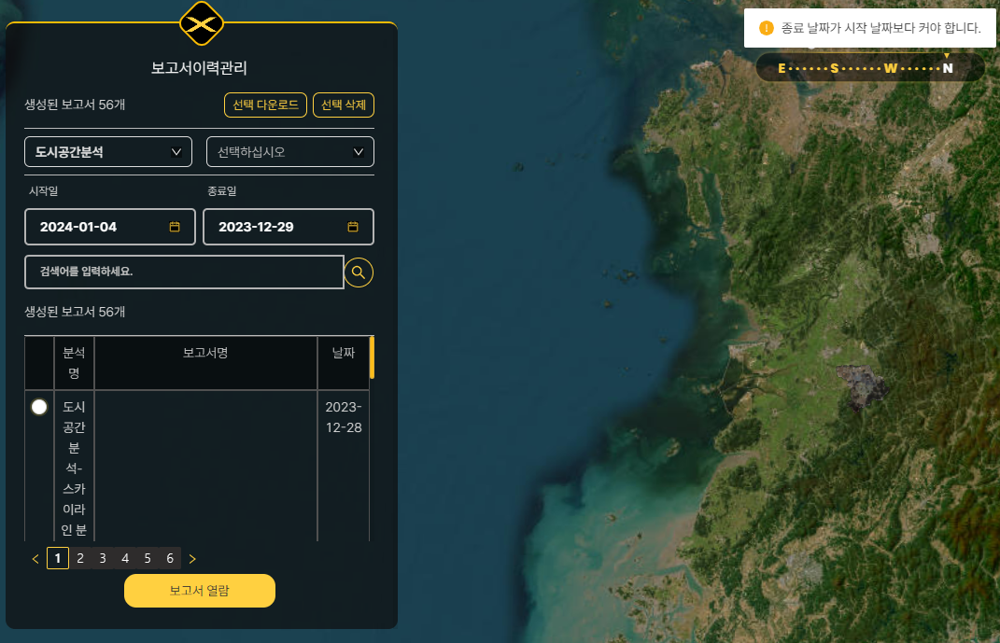 종료 날짜가 시작 날짜보다 커야 합니다.
E S W N
보고서이력관리
생성된 보고서 56개
선택 다운로드
선택 삭제
도시공간분석
선택하십시오
시작일
종료일
2024-01-04
2023-12-29
검색어를 입력하세요.
생성된 보고서 56개
분석
명
보고서명
날짜
도시
공간
분
석-
스카
이라
인 분
2023-
12-28
< 1 2 3 4 5 6 >
보고서 열람